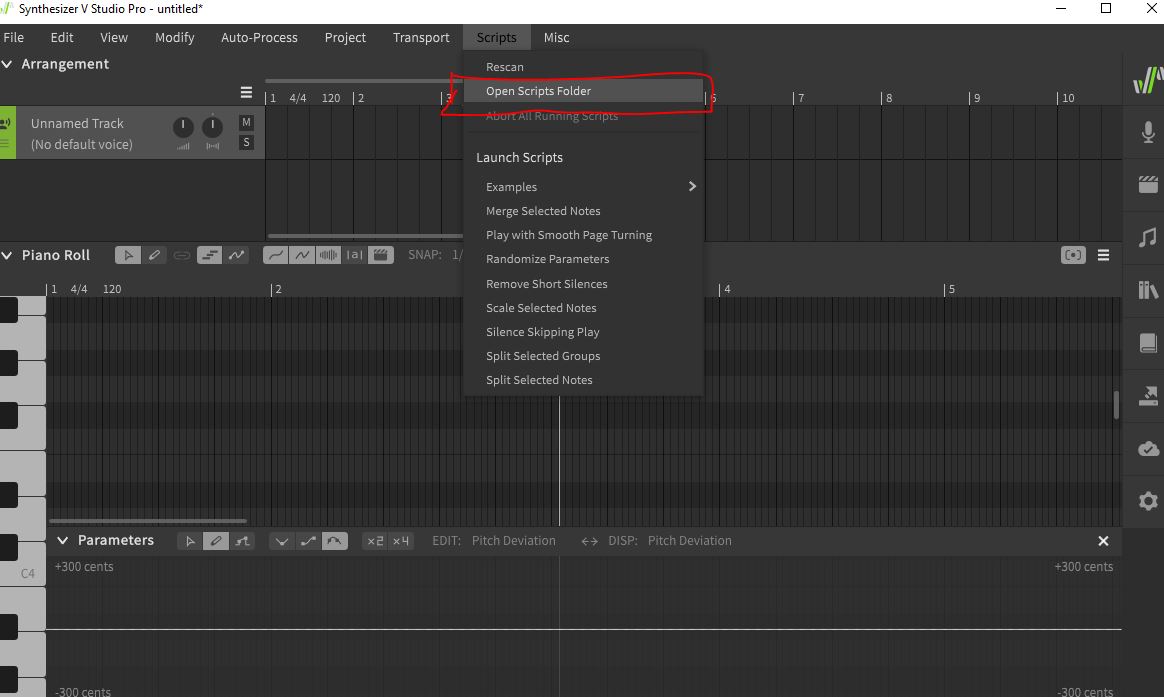 Synthesizer V Studio Pro - untitled*
File Edit View Modify Auto-Process Project Transport Scripts Misc
Arrangement
1 4/4 120 2 3 6 7 8 9 10
Unnamed Track M
(No default voice) S
Rescan
Open Scripts Folder
Abort All Running Scripts
Launch Scripts
Examples
Merge Selected Notes
Play with Smooth Page Turning
Randomize Parameters
Remove Short Silences
Scale Selected Notes
Silence Skipping Play
Split Selected Groups
Split Selected Notes
Piano Roll |a| SNAP: 1/
1 4/4 120 2 4 5
C4
Parameters ×2 ×4 EDIT: Pitch Deviation DISP: Pitch Deviation
+300 cents +300 cents
-300 cents -300 cents